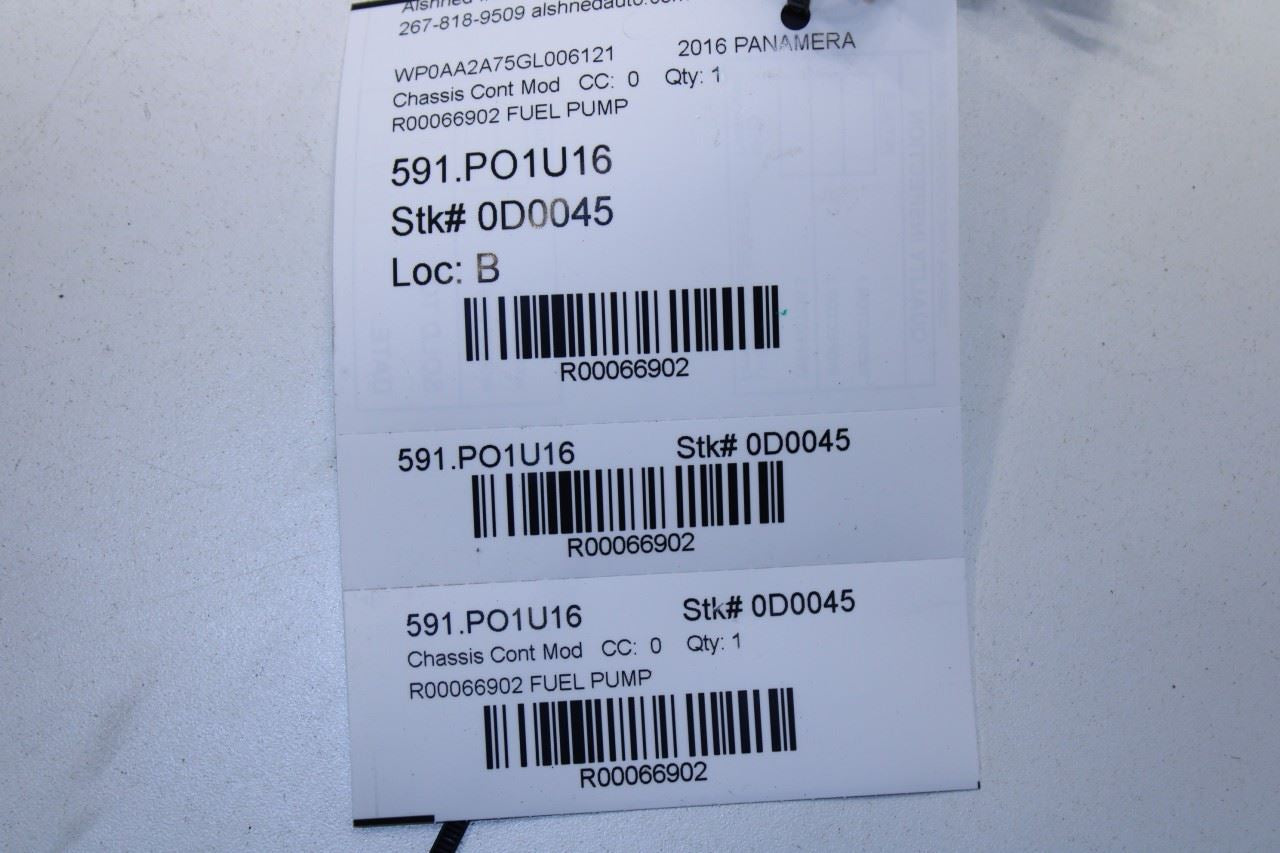 267-818-9509 alshnedauto.com
WP0AA2A75GL006121 2016 PANAMERA
Chassis Cont Mod CC: 0 Qty: 1
R00066902 FUEL PUMP
591.PO1U16
Stk# 0D0045
Loc: B
R00066902
591.PO1U16 Stk# 0D0045
R00066902
591.PO1U16 Stk# 0D0045
Chassis Cont Mod CC: 0 Qty: 1
R00066902 FUEL PUMP
R00066902